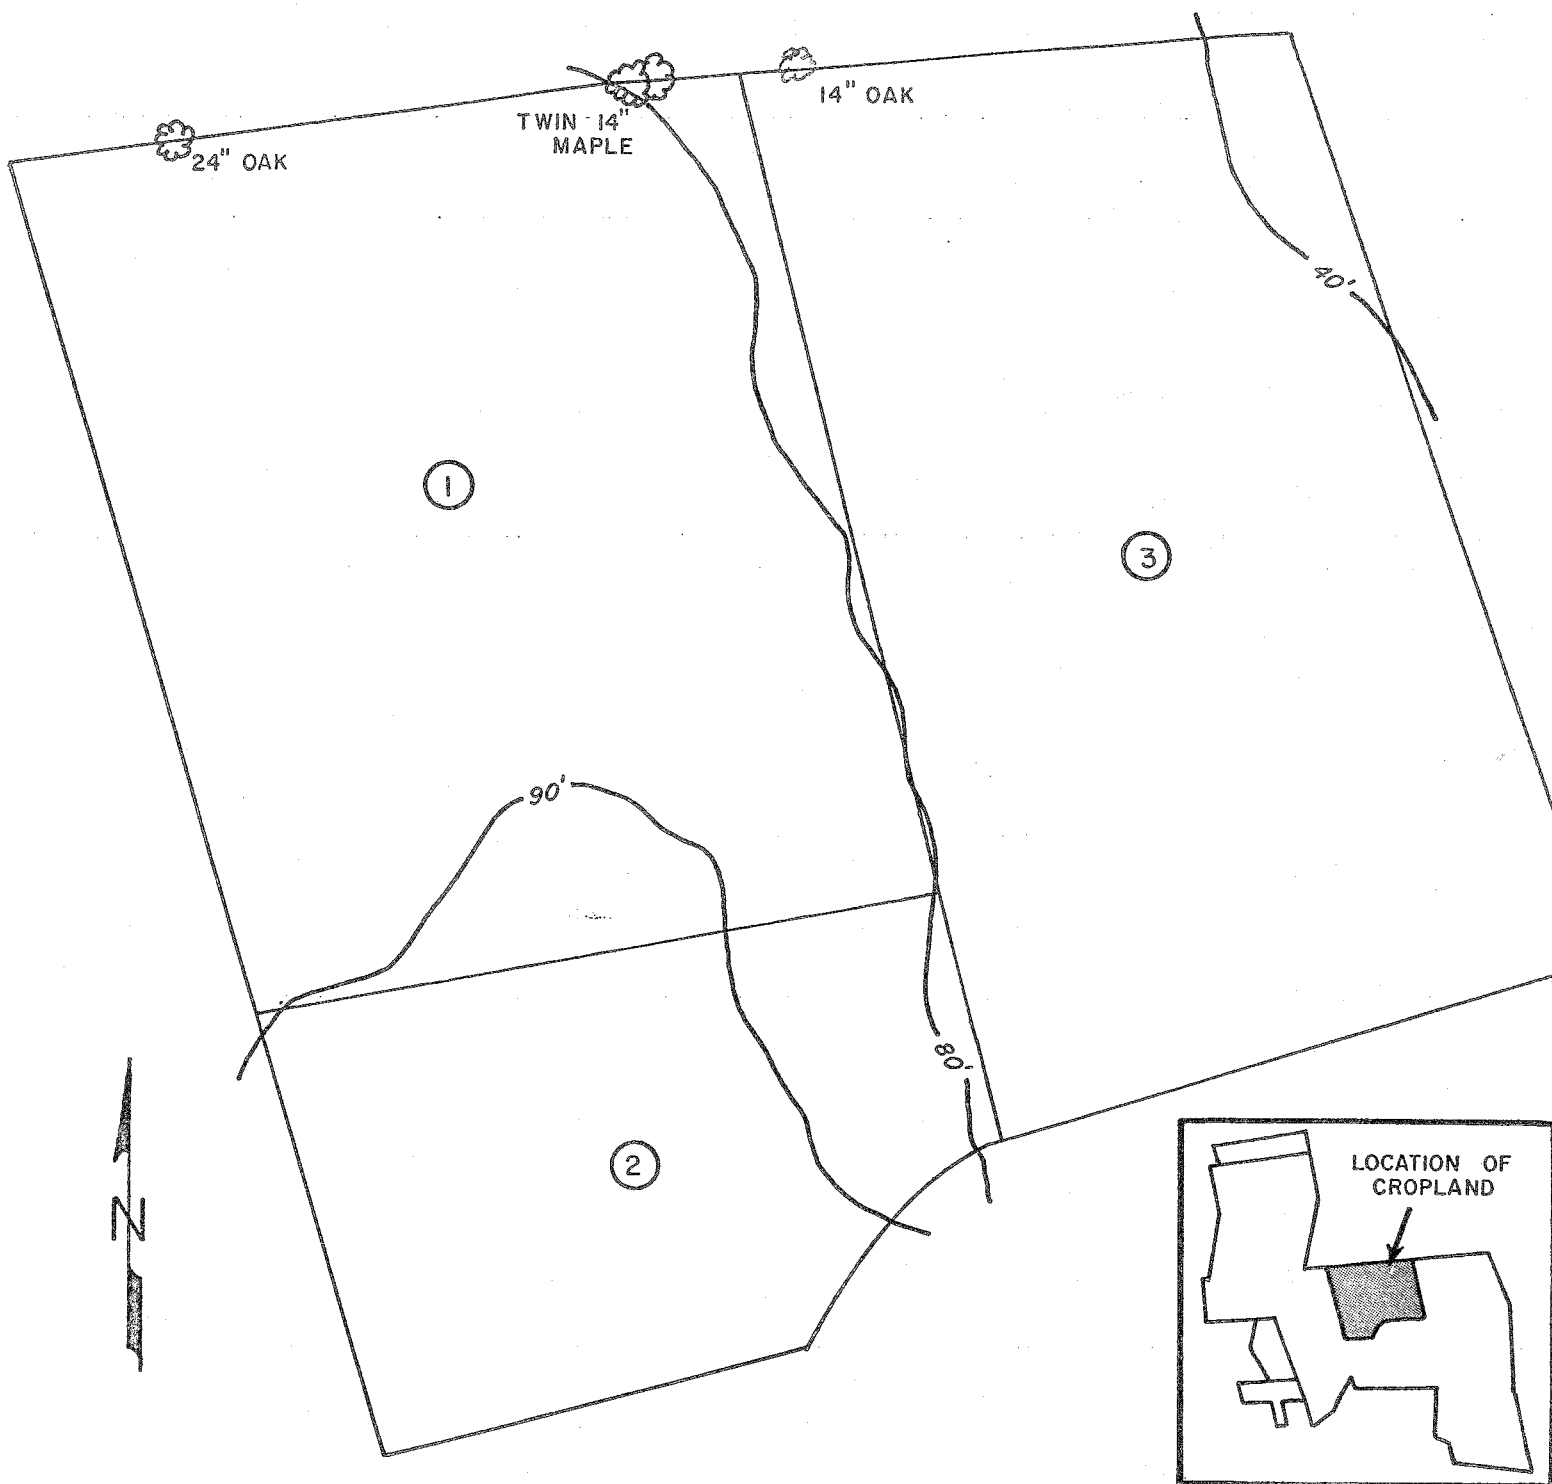 24" OAK
TWIN 14"
MAPLE
14" OAK
40'
1
3
90'
80'
2
N
LOCATION OF
CROPLAND